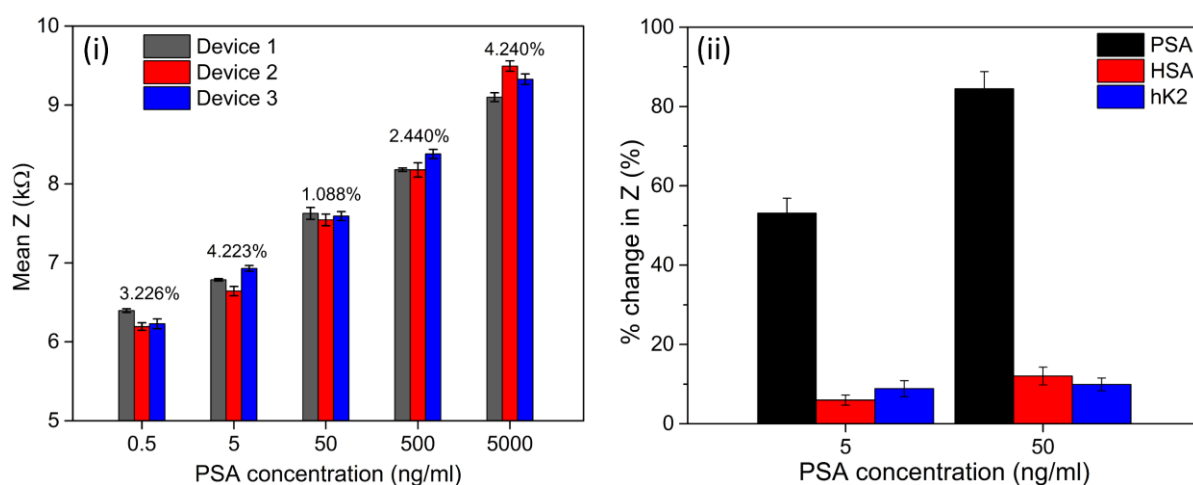 (i)
Device 1
Device 2
Device 3
3.226%
4.223%
1.088%
2.440%
4.240%
10
9
8
7
6
5
Mean Z (kΩ)
0.5 5 50 500 5000
PSA concentration (ng/ml)
(ii)
PSA
HSA
hK2
100
80
60
40
20
0
% change in Z (%)
5 50
PSA concentration (ng/ml)